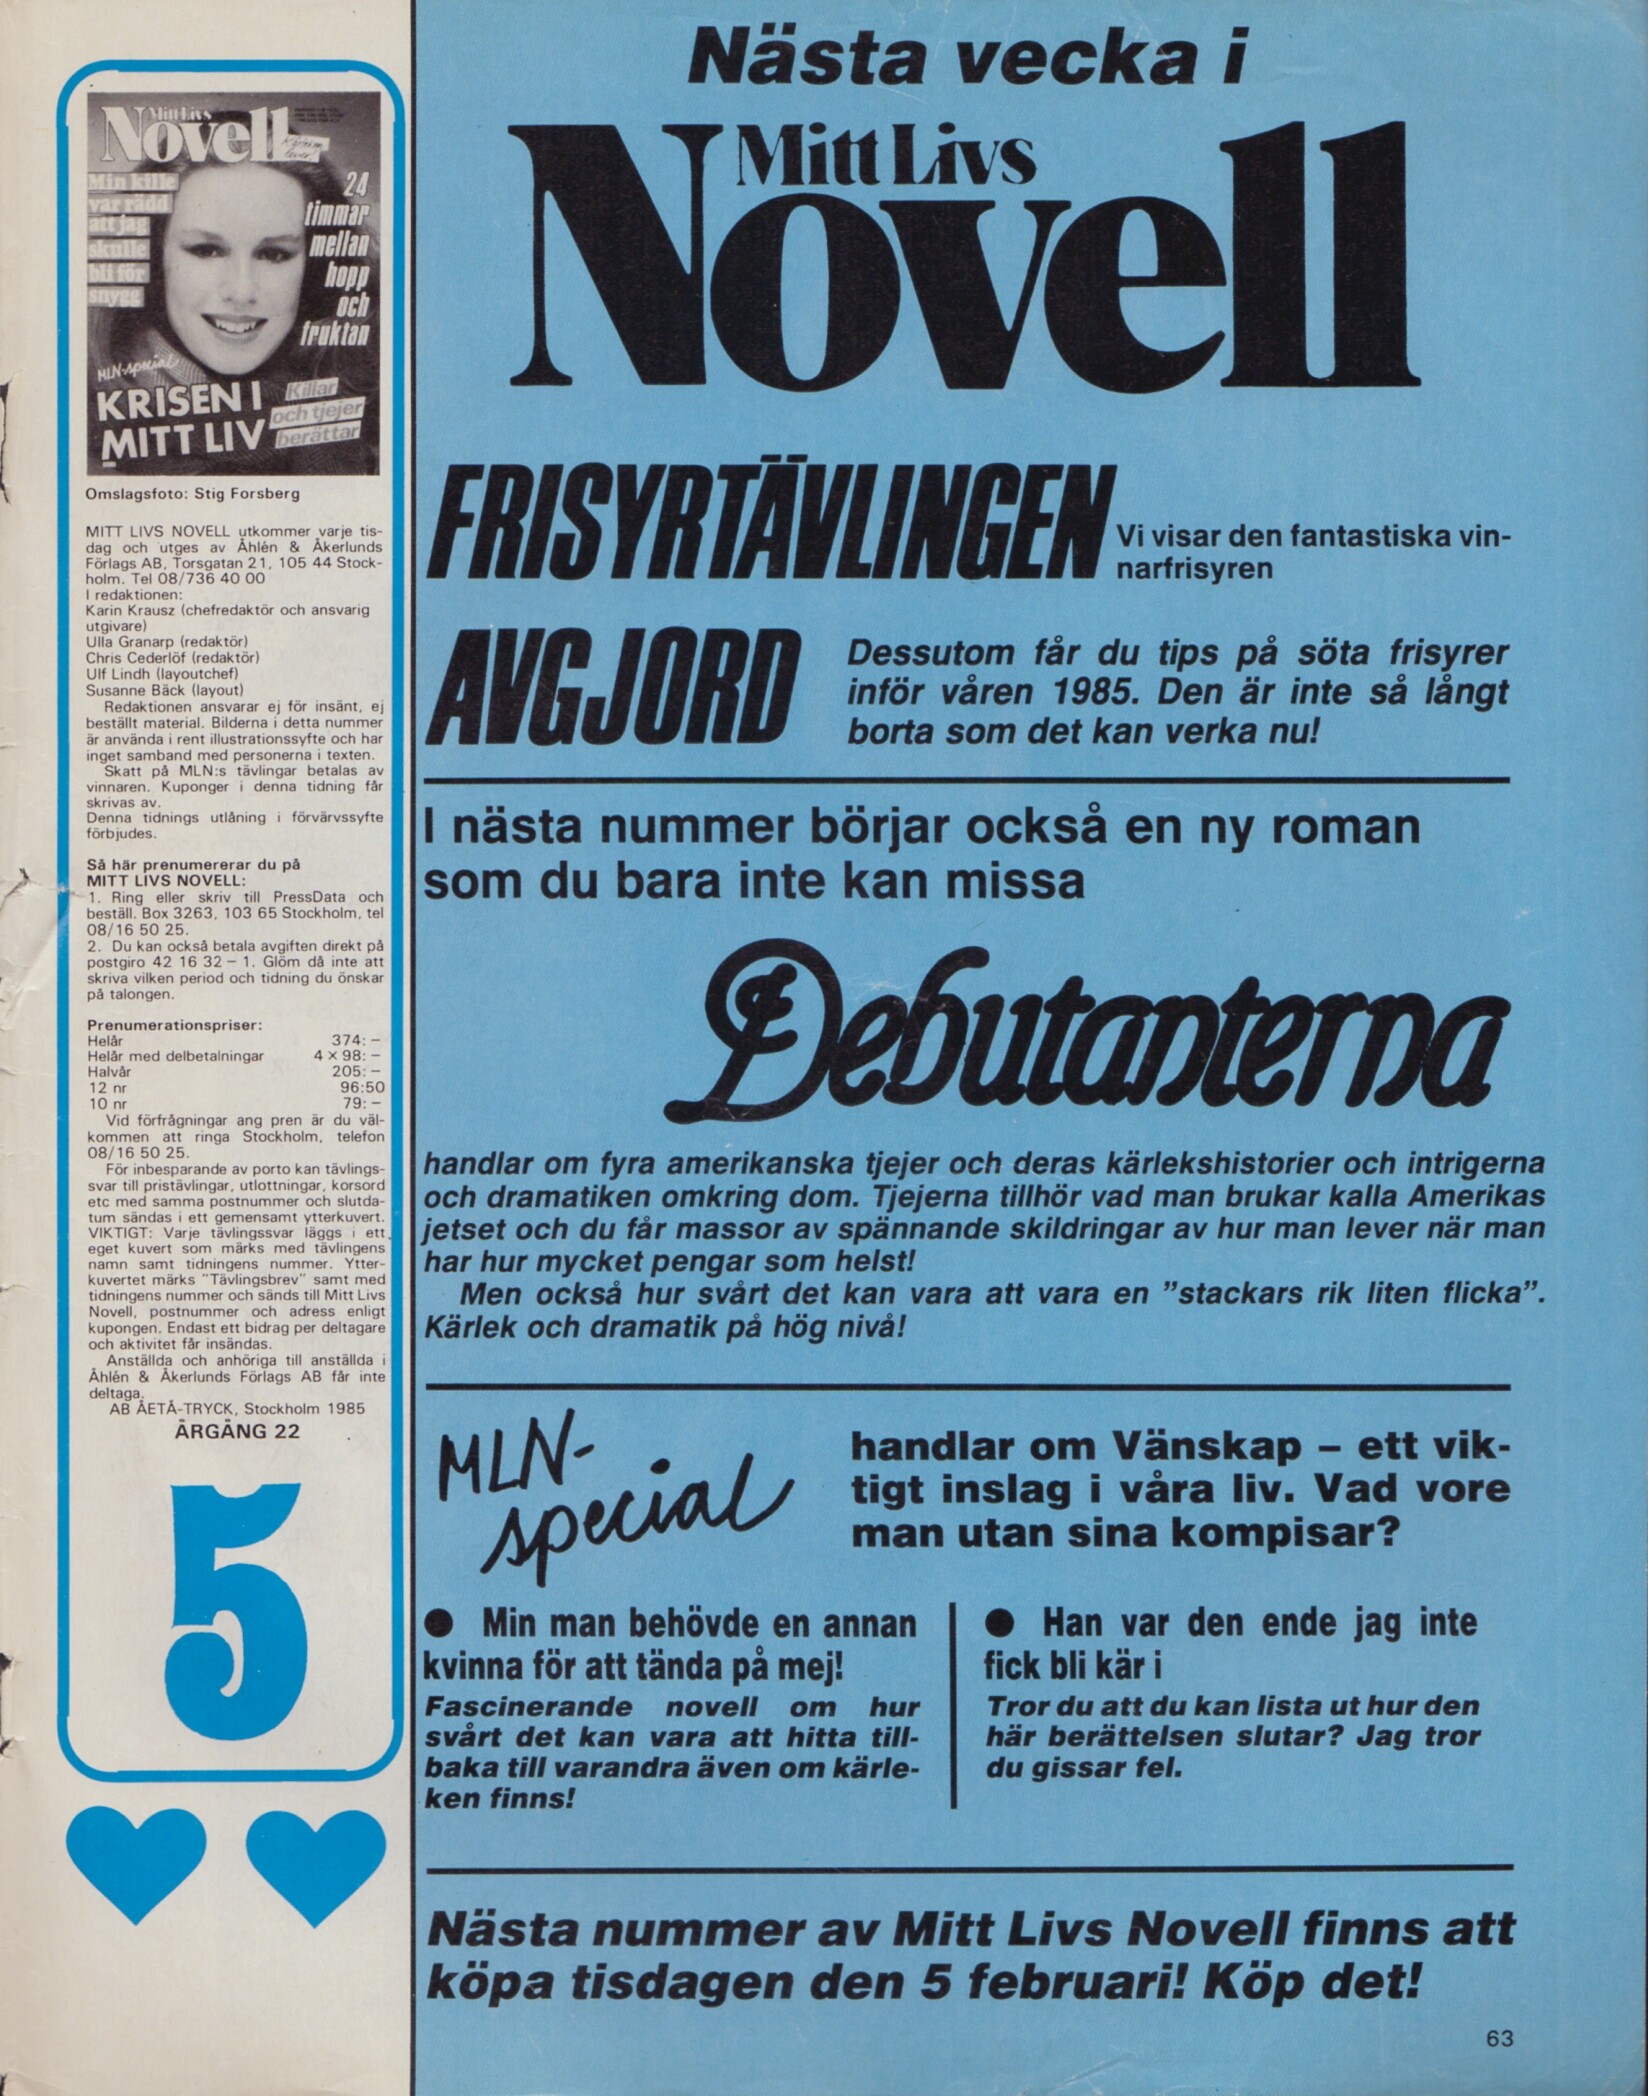 Mitt Livs
Novell
Min kille
var rädd
att jag
skulle
bli för
snygg
24
timmar
mellan
hopp
och
fruktan
MLN-special
KRISEN I
MITT LIV
Killar
och tjejer
berättar
Omslagsfoto: Stig Forsberg
MITT LIVS NOVELL utkommer varje tis-
dag och utges av Åhlén & Åkerlunds
Förlags AB, Torsgatan 21, 105 44 Stock-
holm. Tel 08/736 40 00
I redaktionen:
Karin Krausz (chefredaktör och ansvarig
utgivare)
Ulla Granarp (redaktör)
Chris Cederlöf (redaktör)
Ulf Lindh (layoutchef)
Susanne Bäck (layout)
Redaktionen ansvarar ej för insänt, ej
beställt material. Bilderna i detta nummer
är använda i rent illustrationssyfte och har
inget samband med personerna i texten.
Skatt på MLN:s tävlingar betalas av
vinnaren. Kuponger i denna tidning får
skrivas av.
Denna tidnings utlåning i förvärvssyfte
förbjudes.
Så här prenumererar du på
MITT LIVS NOVELL:
1. Ring eller skriv till PressData och
beställ. Box 3263, 103 65 Stockholm, tel
08/16 50 25.
2. Du kan också betala avgiften direkt på
postgiro 42 16 32 – 1. Glöm då inte att
skriva vilken period och tidning du önskar
på talongen.
Prenumerationspriser:
Helår 374: –
Helår med delbetalningar 4 × 98: –
Halvår 205: –
12 nr 96:50
10 nr 79: –
Vid förfrågningar ang pren är du väl-
kommen att ringa Stockholm, telefon
08/16 50 25.
För inbesparande av porto kan tävlings-
svar till pristävlingar, utlottningar, korsord
etc med samma postnummer och slutda-
tum sändas i ett gemensamt ytterkuvert.
VIKTIGT: Varje tävlingssvar läggs i ett
eget kuvert som märks med tävlingens
namn samt tidningens nummer. Ytter-
kuvertet märks "Tävlingsbrev" samt med
tidningens nummer och sänds till Mitt Livs
Novell, postnummer och adress enligt
kupongen. Endast ett bidrag per deltagare
och aktivitet får insändas.
Anställda och anhöriga till anställda i
Åhlén & Åkerlunds Förlags AB får inte
deltaga.
AB ÅETÅ-TRYCK, Stockholm 1985
ÅRGÅNG 22
5
Nästa vecka i
Mitt Livs
Novell
FRISYRTÄVLINGEN
Vi visar den fantastiska vin-
narfrisyren
AVGJORD
Dessutom får du tips på söta frisyrer
inför våren 1985. Den är inte så långt
borta som det kan verka nu!
I nästa nummer börjar också en ny roman
som du bara inte kan missa
Debutanterna
handlar om fyra amerikanska tjejer och deras kärlekshistorier och intrigerna
och dramatiken omkring dom. Tjejerna tillhör vad man brukar kalla Amerikas
jetset och du får massor av spännande skildringar av hur man lever när man
har hur mycket pengar som helst!
Men också hur svårt det kan vara att vara en ”stackars rik liten flicka”.
Kärlek och dramatik på hög nivå!
MLN-
special
handlar om Vänskap – ett vik-
tigt inslag i våra liv. Vad vore
man utan sina kompisar?
● Min man behövde en annan
kvinna för att tända på mej!
Fascinerande novell om hur
svårt det kan vara att hitta till-
baka till varandra även om kärle-
ken finns!
● Han var den ende jag inte
fick bli kär i
Tror du att du kan lista ut hur den
här berättelsen slutar? Jag tror
du gissar fel.
Nästa nummer av Mitt Livs Novell finns att
köpa tisdagen den 5 februari! Köp det!
63